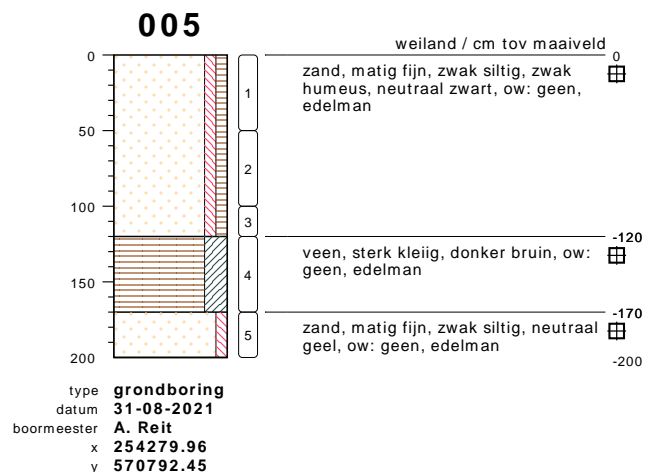 005
weiland / cm tov maaiveld
0
0
zand, matig fijn, zwak siltig, zwak
humeus, neutraal zwart, ow: geen,
edelman
1
50
2
100
3
-120
veen, sterk kleiig, donker bruin, ow:
geen, edelman
4
150
-170
zand, matig fijn, zwak siltig, neutraal
geel, ow: geen, edelman
5
200
-200
type grondboring
datum 31-08-2021
boormeester A. Reit
x 254279.96
y 570792.45